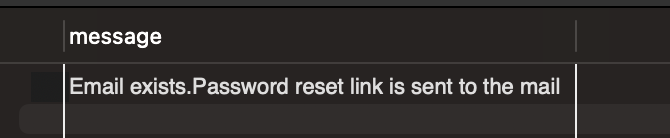 message
Email exists.Password reset link is sent to the mail